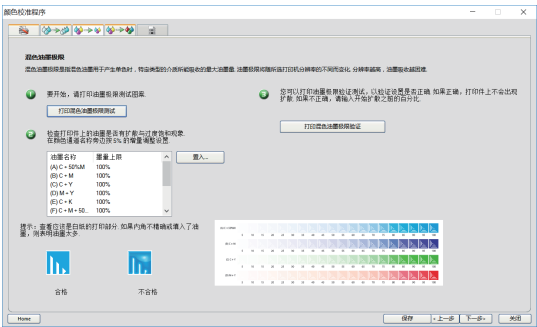 颜色校准程序
混色油墨极限
混色油墨极限是指混色油墨用于产生单色时，特定类型的介质所能吸收的最大油墨量.油墨极限将随所选打印机分辨率的不同而变化. 分辨率越高，油墨吸收越困难.
1
要开始，请打印油墨极限测试图案.
打印混色油墨极限测试
2
检查打印件上的油墨是否有扩散与过度饱和现象.
在颜色通道名称旁边按 5% 的增量调整设置.
油墨名称 墨量上限
(A) C + 50%M 100%
(B) C + M 100%
(C) C + Y 100%
(D) M + Y 100%
(E) C + K 100%
(F) C + M + 50... 100%
置入...
提示：查看应该是白纸的打印部分.如果内角不精确或填入了油
墨，则表明油墨太多.
合格
不合格
3
您可以打印油墨极限验证测试，以验证设置是否正确.如果正确，打印件上不会出现
扩散.如果不正确，请输入开始扩散之前的百分比.
打印混色油墨极限验证
Home
保存
上一步
下一步
关闭